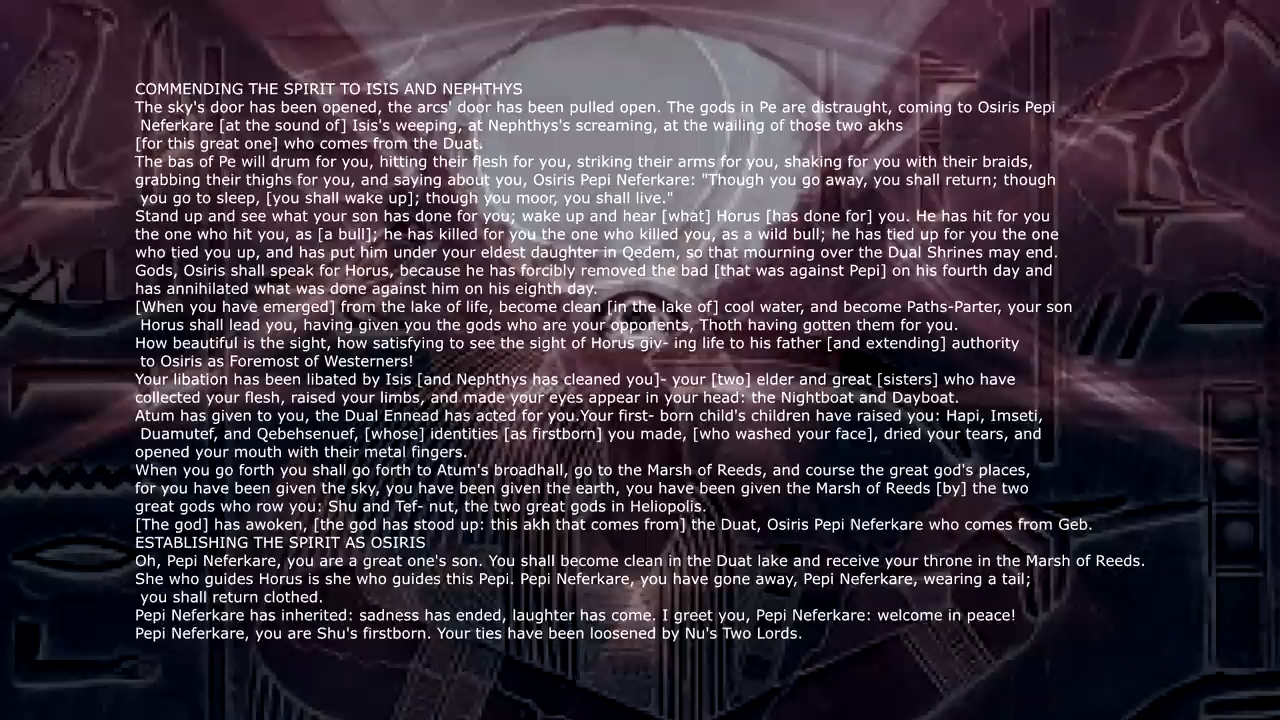 COMMENDING THE SPIRIT TO ISIS AND NEPHTHYS
The sky's door has been opened, the arcs' door has been pulled open. The gods in Pe are distraught, coming to Osiris Pepi
Neferkare [at the sound of] Isis's weeping, at Nephthys's screaming, at the wailing of those two akhs
[for this great one] who comes from the Duat.
The bas of Pe will drum for you, hitting their flesh for you, striking their arms for you, shaking for you with their braids,
grabbing their thighs for you, and saying about you, Osiris Pepi Neferkare: "Though you go away, you shall return; though
you go to sleep, [you shall wake up]; though you moor, you shall live."
Stand up and see what your son has done for you; wake up and hear [what] Horus [has done for] you. He has hit for you
the one who hit you, as [a bull]; he has killed for you the one who killed you, as a wild bull; he has tied up for you the one
who tied you up, and has put him under your eldest daughter in Qedem, so that mourning over the Dual Shrines may end.
Gods, Osiris shall speak for Horus, because he has forcibly removed the bad [that was against Pepi] on his fourth day and
has annihilated what was done against him on his eighth day.
[When you have emerged] from the lake of life, become clean [in the lake of] cool water, and become Paths-Parter, your son
Horus shall lead you, having given you the gods who are your opponents, Thoth having gotten them for you.
How beautiful is the sight, how satisfying to see the sight of Horus giv- ing life to his father [and extending] authority
to Osiris as Foremost of Westerners!
Your libation has been libated by Isis [and Nephthys has cleaned you]- your [two] elder and great [sisters] who have
collected your flesh, raised your limbs, and made your eyes appear in your head: the Nightboat and Dayboat.
Atum has given to you, the Dual Ennead has acted for you.Your first- born child's children have raised you: Hapi, Imseti,
Duamutef, and Qebehsenuef, [whose] identities [as firstborn] you made, [who washed your face], dried your tears, and
opened your mouth with their metal fingers.
When you go forth you shall go forth to Atum's broadhall, go to the Marsh of Reeds, and course the great god's places,
for you have been given the sky, you have been given the earth, you have been given the Marsh of Reeds [by] the two
great gods who row you: Shu and Tef- nut, the two great gods in Heliopolis.
[The god] has awoken, [the god has stood up: this akh that comes from] the Duat, Osiris Pepi Neferkare who comes from Geb.
ESTABLISHING THE SPIRIT AS OSIRIS
Oh, Pepi Neferkare, you are a great one's son. You shall become clean in the Duat lake and receive your throne in the Marsh of Reeds.
She who guides Horus is she who guides this Pepi. Pepi Neferkare, you have gone away, Pepi Neferkare, wearing a tail;
you shall return clothed.
Pepi Neferkare has inherited: sadness has ended, laughter has come. I greet you, Pepi Neferkare: welcome in peace!
Pepi Neferkare, you are Shu's firstborn. Your ties have been loosened by Nu's Two Lords.